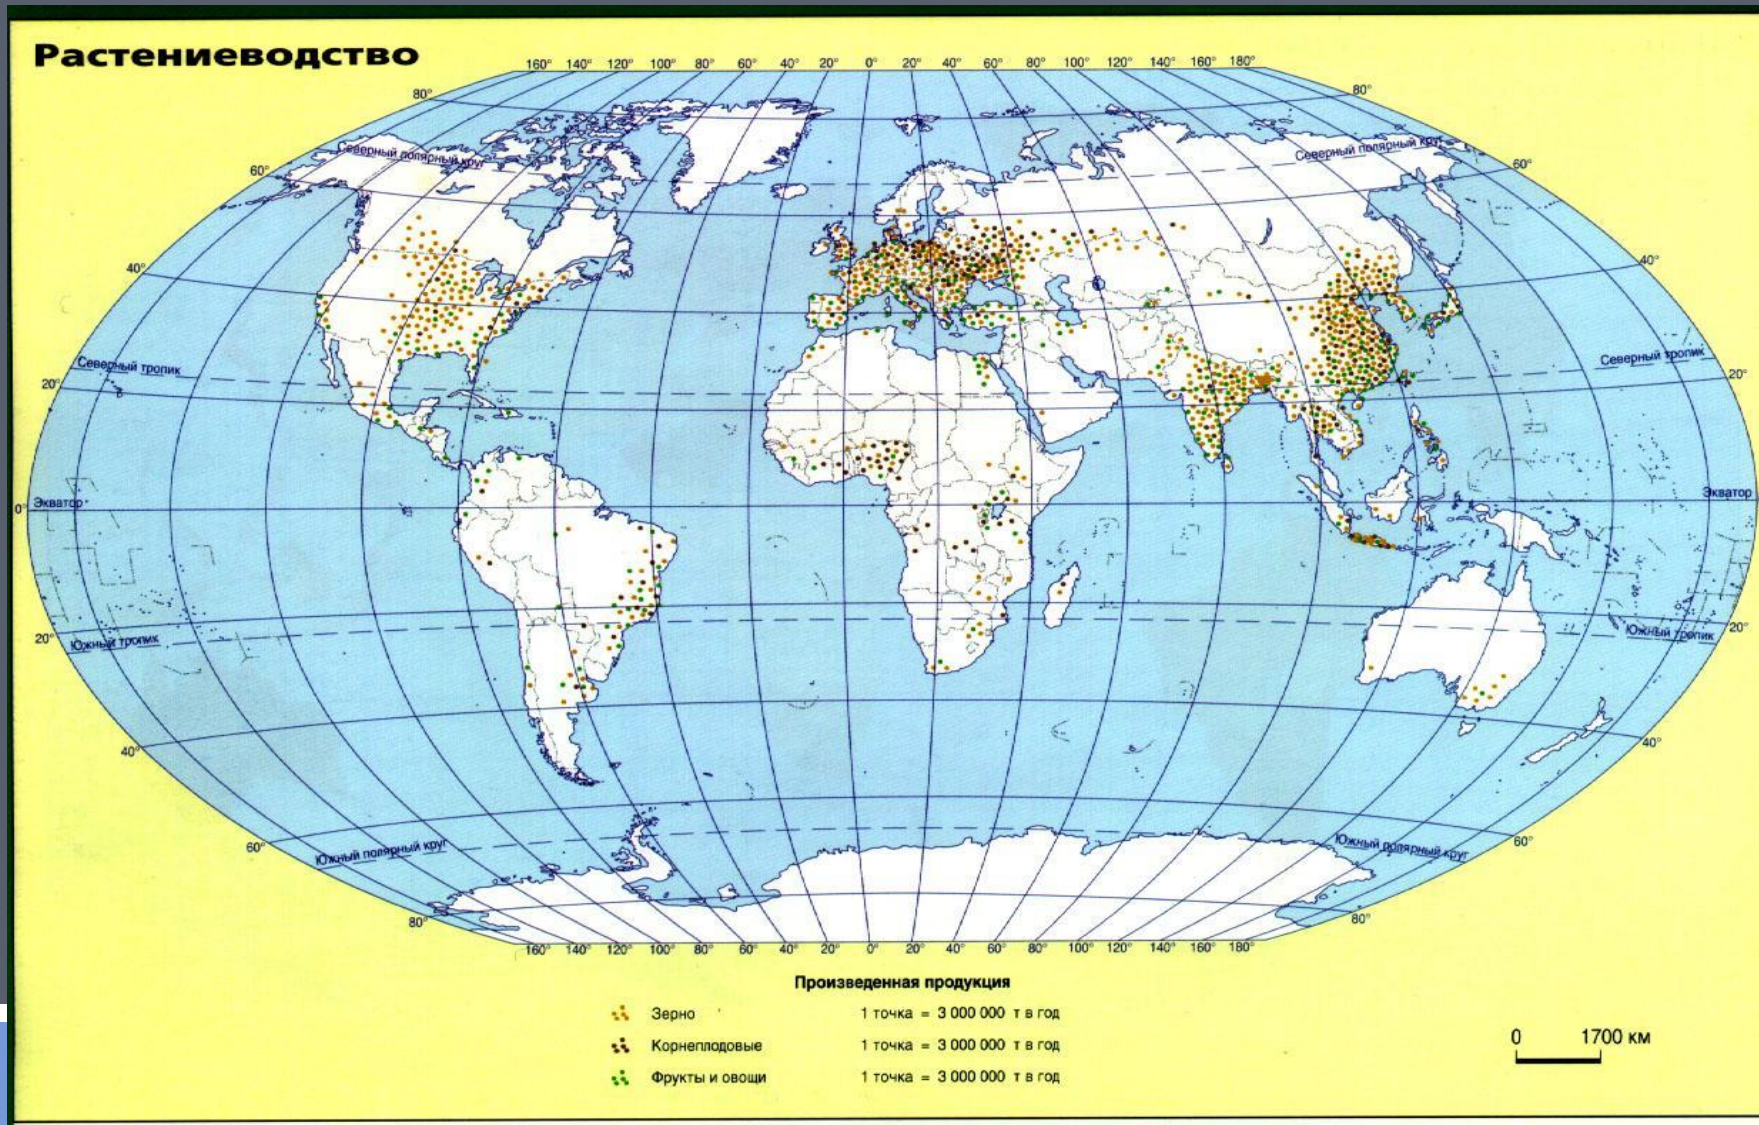 Растениеводство
160° 140° 120° 100° 80° 60° 40° 20° 0° 20° 40° 60° 80° 100° 120° 140° 160° 180°
80° 80°
Северный полярный круг Северный полярный круг
60° 60°
40° 40°
Северный тропик Северный тропик
20° 20°
0° Экватор Экватор
20° 20°
Южный тропик Южный тропик
40° 40°
60° 60°
Южный полярный круг Южный полярный круг
80° 80°
160° 140° 120° 100° 80° 60° 40° 20° 0° 20° 40° 60° 80° 100° 120° 140° 160° 180°
Произведенная продукция
Зерно 1 точка = 3 000 000 т в год
Корнеплодовые 1 точка = 3 000 000 т в год
Фрукты и овощи 1 точка = 3 000 000 т в год
0 1700 км